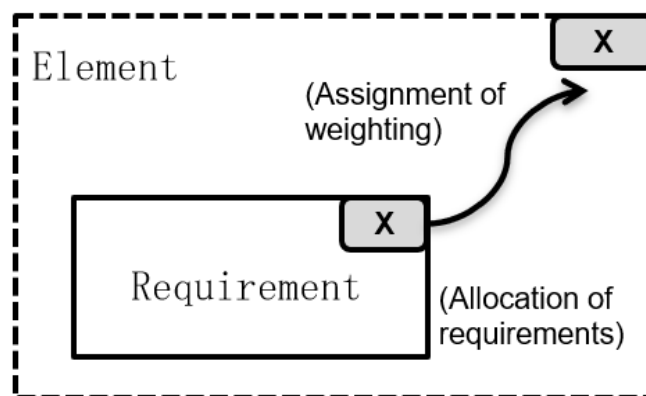 X
Element
(Assignment of
weighting)
X
Requirement
(Allocation of
requirements)